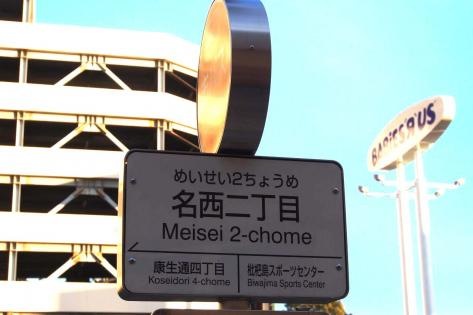 めいせい2ちょうめ
名西二丁目
Meisei 2-chome
康生通四丁目
Koseidori 4-chome
枇杷島スポーツセンター
Biwajima Sports Center
BABIES"R"US